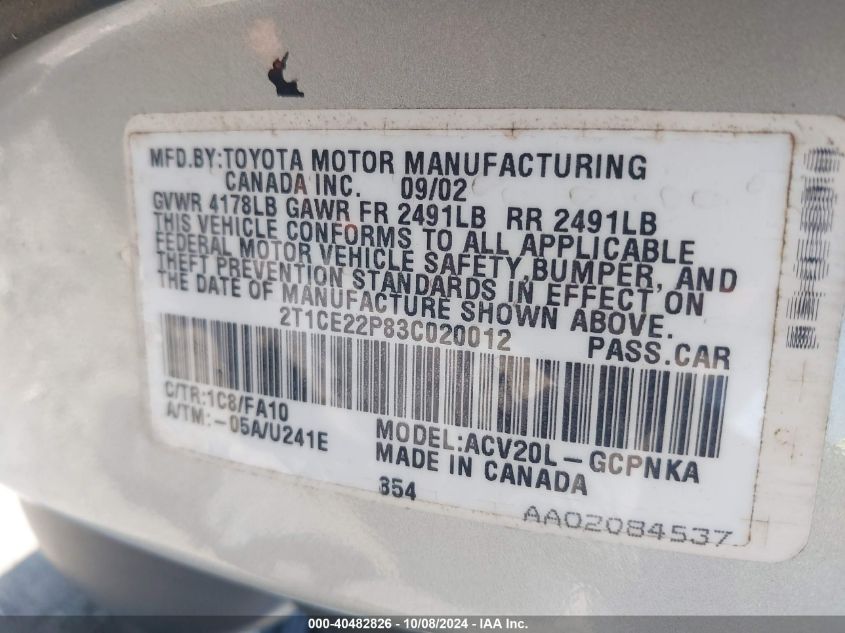 MFD.BY:TOYOTA MOTOR MANUFACTURING
CANADA INC. 09/02
GVWR 4178LB GAWR FR 2491LB RR 2491LB
THIS VEHICLE CONFORMS TO ALL APPLICABLE
FEDERAL MOTOR VEHICLE SAFETY,BUMPER, AND
THEFT PREVENTION STANDARDS IN EFFECT ON
THE DATE OF MANUFACTURE SHOWN ABOVE.
2T1CE22P83C020012
PASS.CAR
C/TR:1C8/FA10
A/TM:-05A/U241E
MODEL:ACV20L-GCPNKA
MADE IN CANADA
354
AA02084537
000 - 40482826 - 10/08/2024 - IAA Inc.